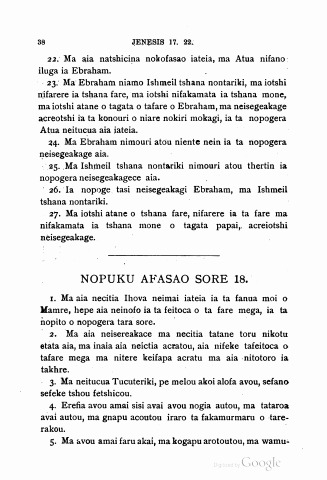 38
JENESIS 17. 22.
22. Ma aia natshicina nokofasao iateia, ma Atua nifano
iluga ia Ebraham.
23. Ma Ebraham niamo Ishmeil tshana nontariki, ma iotshi
nifarere ia tshana fare, ma iotshi nifakamata ia tshana mone,
ma iotshi atane o tagata o tafare o Ebraham, ma neisegeakage
acreotshi ia ta konouri o niare nokiri mokagi, ia ta nopogera
Atua neitucua aia iateia.
24. Ma Ebraham nimouri atou niente nein ia ta nopogera
neisegeakage aia.
25. Ma Ishmeil tshana nontariki nimouri atou thertin ia
nopogera neisegeakagece aia.
26. Ia nopoge tasi neisegeakagi Ebraham, ma Ishmeil
tshana nontariki.
27. Ma iotshi atane o tshana fare, nifarere ia ta fare ma
nifakamata ia tshana mone o tagata papai, acreiotshi
neisegeakage.
NOPUKU AFASAO SORE 18.
1. Ma aia necitia Ihova neimai iateia ia ta fanua moi o
Mamre, hepe aia neinofo ia ta feitoca o ta fare mega, ia ta
nopito o nopogera tara sore.
2. Ma aia neisereakace ma necitia tatane toru nikotu
etata aia, ma inaia aia neictia acratou, aia nifeke tafeitoca o
tafare mega ma nitere keifapa acratu ma aia nitotoro ia
takhre.
3. Ma neitucua Tucuteriki, pe melou akoi alofa avou, sefano
sefeke tshou fetshicou.
4. Erefia avou amai sisi avai avou nogia autou, ma tataroa
avai autou, ma gnapu acoutou iraro ta fakamurmaru o tare-
rakou.
5. Ma avou amai faru akai, ma kogapu arotoutou, ma wamu-
Digitized by Google